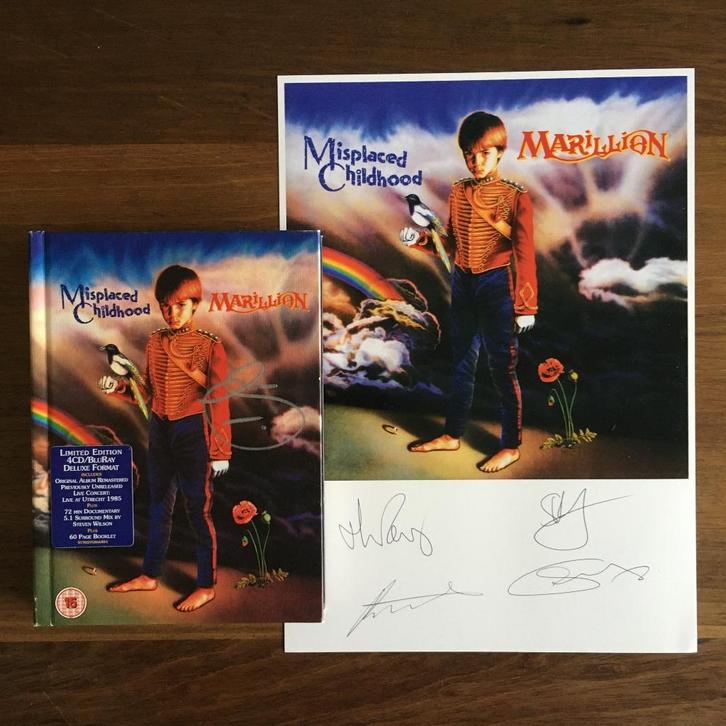 Misplaced
Childhood
MARiLLiON
Misplaced
Childhood
MARiLLiON
LIMITED EDITION
4CD/BLURAY
DELUXE FORMAT
INCLUDES
ORIGINAL ALBUM REMASTERED
PREVIOUSLY UNRELEASED
LIVE CONCERT:
LIVE AT UTRECHT 1985
PLUS
72 MIN DOCUMENTARY
5.1 SURROUND MIX BY
STEVEN WILSON
PLUS
60 PAGE BOOKLET
15